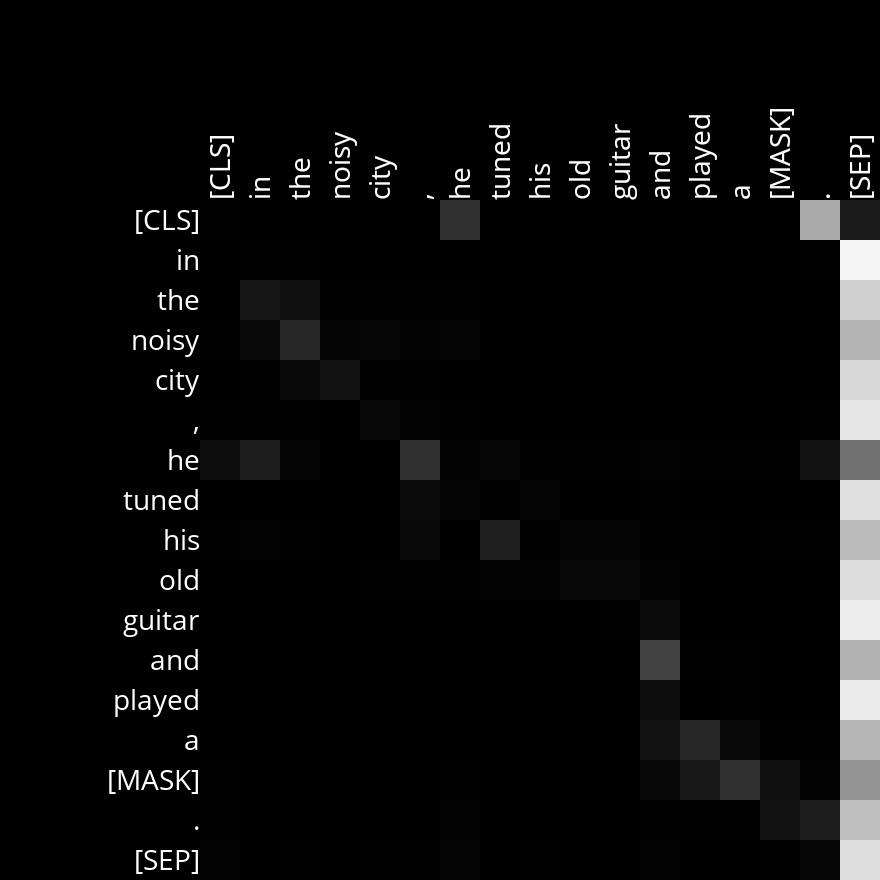 [CLS] in the noisy city , he tuned his old guitar and played a [MASK] . [SEP]
[CLS]
in
the
noisy
city
,
he
tuned
his
old
guitar
and
played
a
[MASK]
.
[SEP]